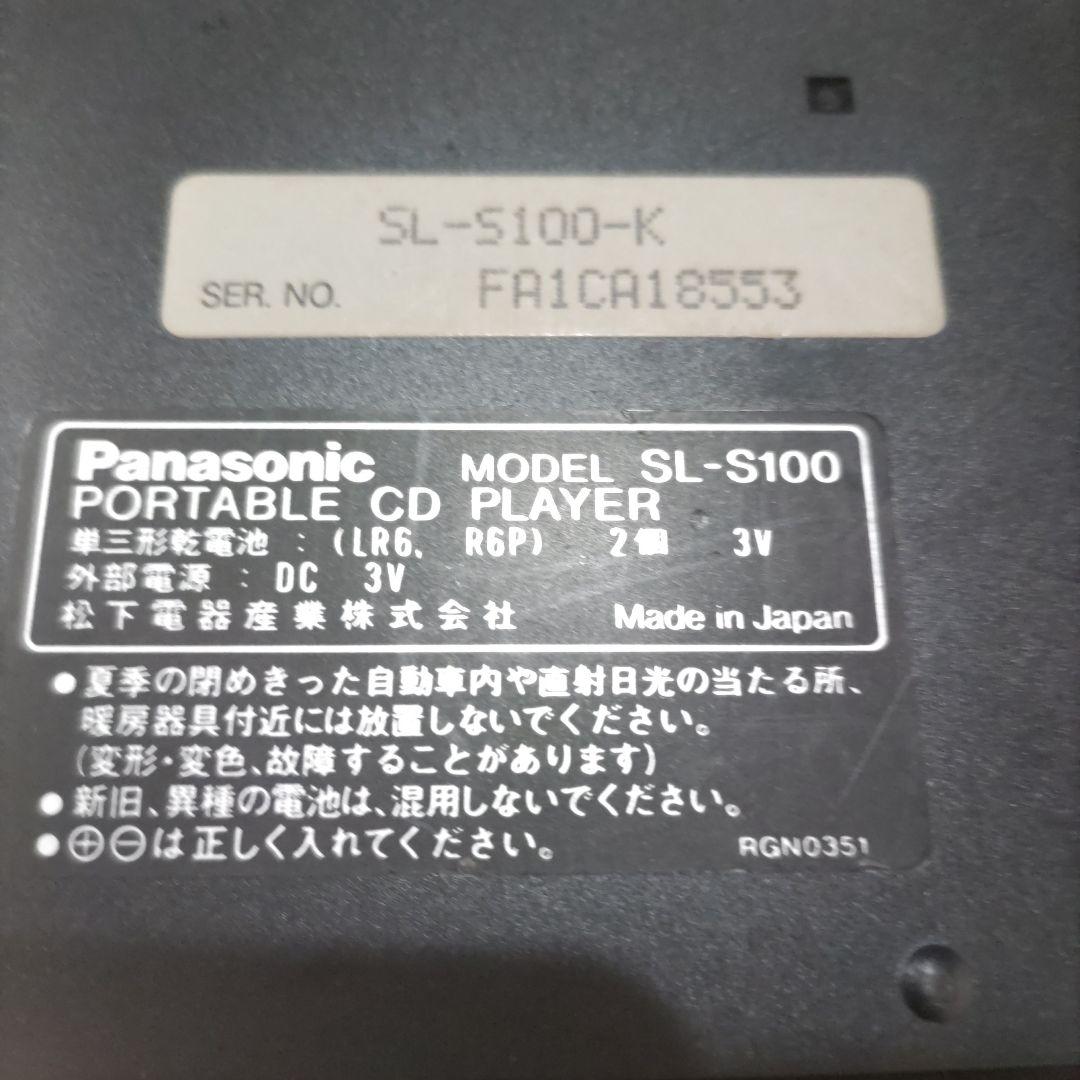 SL-S100-K
SER. NO. FA1CA18553
Panasonic MODEL SL-S100
PORTABLE CD PLAYER
単三形乾電池 : (LR6、 R6P) 2個 3V
外部電源 : DC 3V
松下電器産業株式会社 Made in Japan
●夏季の閉めきった自動車内や直射日光の当たる所、
暖房器具付近には放置しないでください。
(変形・変色、故障することがあります)
●新旧、異種の電池は、混用しないでください。
●⊕⊖は正しく入れてください。 RGN0351